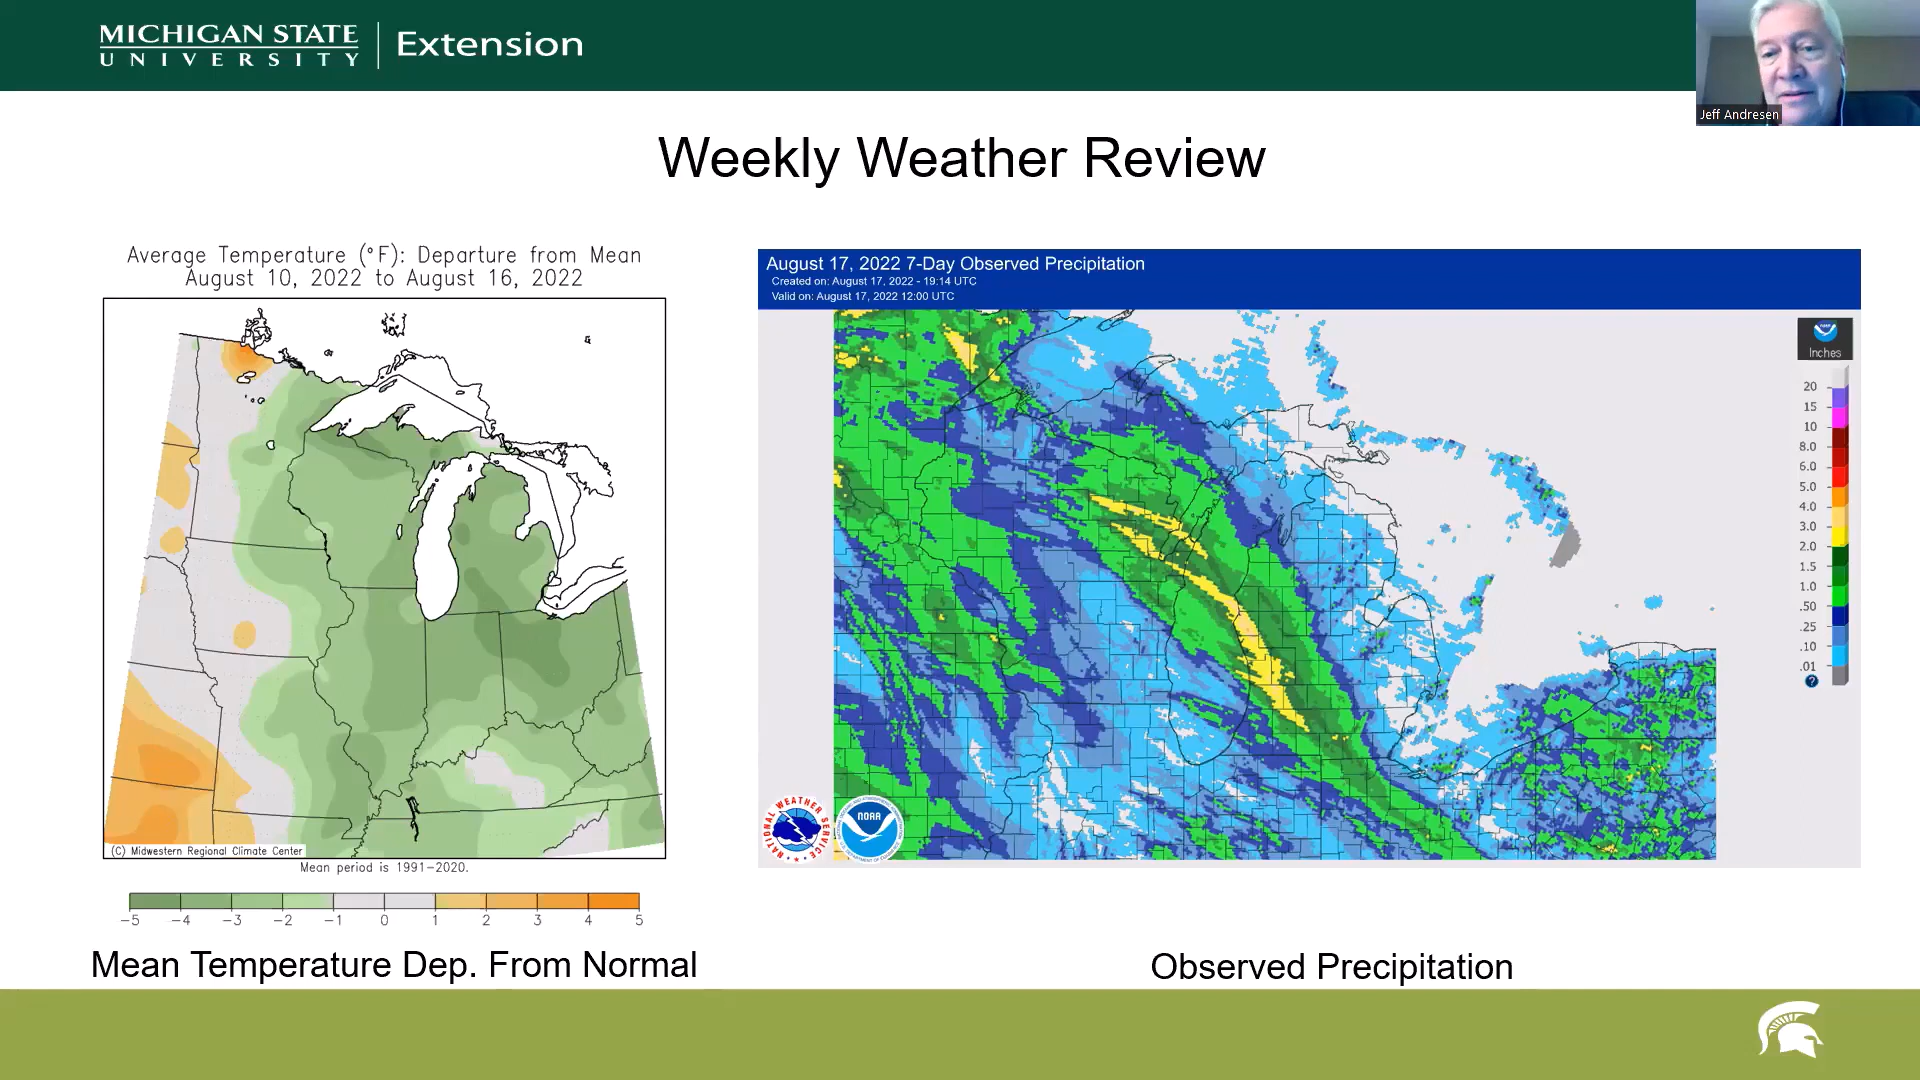 MICHIGAN STATE
UNIVERSITY
Extension
Jeff Andresen
Weekly Weather Review
Average Temperature (°F): Departure from Mean
August 10, 2022 to August 16, 2022
(C) Midwestern Regional Climate Center
Mean period is 1991-2020.
-5 -4 -3 -2 -1 0 1 2 3 4 5
Mean Temperature Dep. From Normal
August 17, 2022 7-Day Observed Precipitation
Created on: August 17, 2022 - 19:14 UTC
Valid on: August 17, 2022 12:00 UTC
NOAA
Inches
20
15
10
8.0
6.0
5.0
4.0
3.0
2.0
1.5
1.0
.50
.25
.10
.01
?
NATIONAL WEATHER SERVICE
NOAA
Observed Precipitation